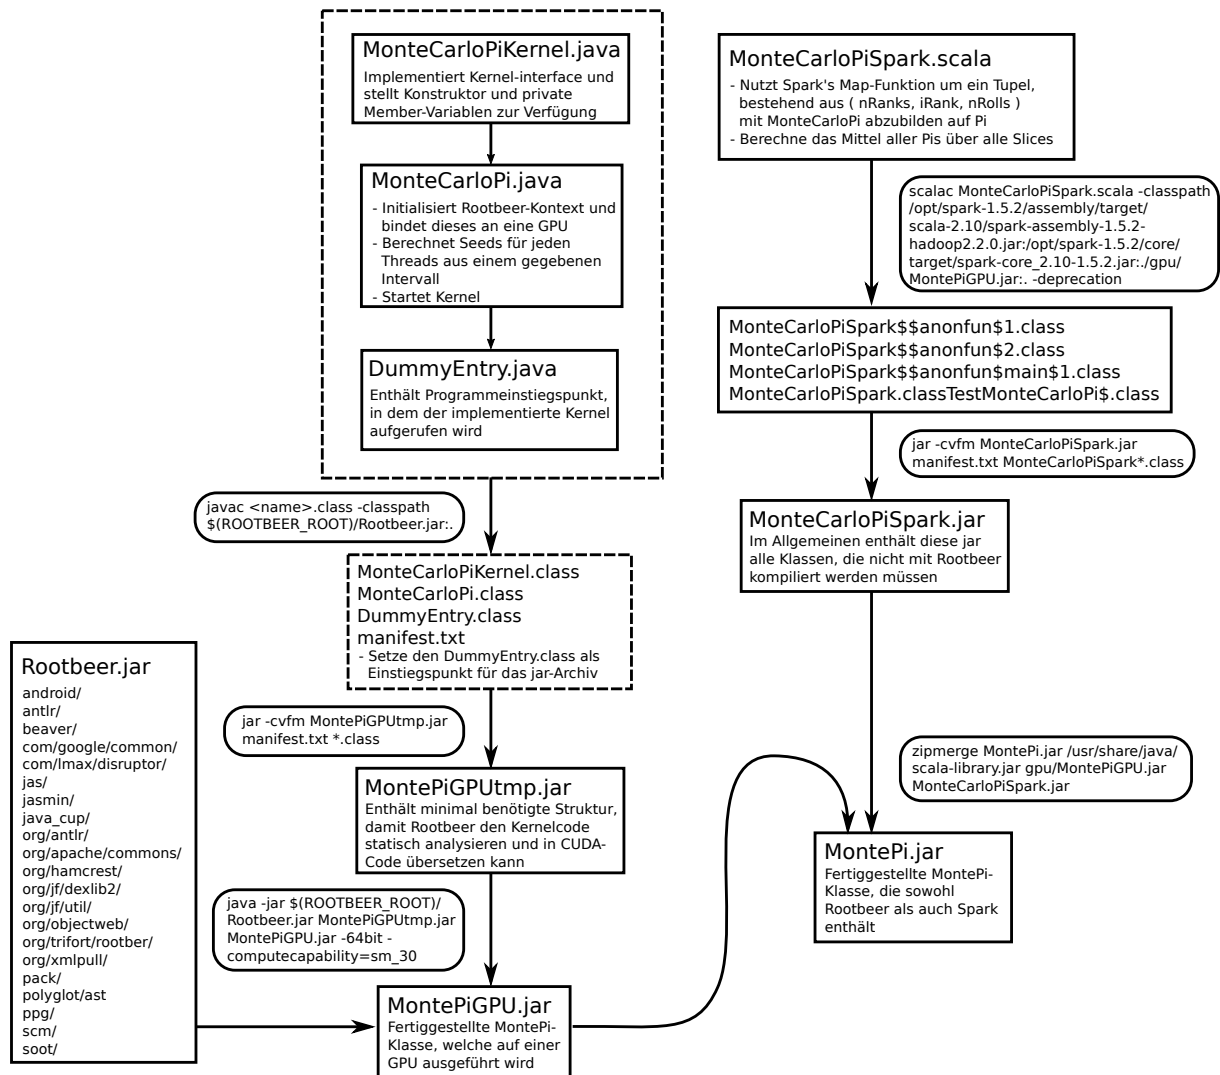 MonteCarloPiKernel.java
Implementiert Kernel-interface und
stellt Konstruktor und private
Member-Variablen zur Verfügung
MonteCarloPi.java
- Initialisiert Rootbeer-Kontext und
bindet dieses an eine GPU
- Berechnet Seeds für jeden
Threads aus einem gegebenen
Intervall
- Startet Kernel
DummyEntry.java
Enthält Programmeinstiegspunkt,
in dem der implementierte Kernel
aufgerufen wird
javac <name>.class -classpath
$(ROOTBEER_ROOT)/Rootbeer.jar:.
MonteCarloPiKernel.class
MonteCarloPi.class
DummyEntry.class
manifest.txt
- Setze den DummyEntry.class als
Einstiegspunkt für das jar-Archiv
jar -cvfm MontePiGPUtmp.jar
manifest.txt *.class
MontePiGPUtmp.jar
Enthält minimal benötigte Struktur,
damit Rootbeer den Kernelcode
statisch analysieren und in CUDA-
Code übersetzen kann
java -jar $(ROOTBEER_ROOT)/
Rootbeer.jar MontePiGPUtmp.jar
MontePiGPU.jar -64bit -
computecapability=sm_30
Rootbeer.jar
android/
antlr/
beaver/
com/google/common/
com/lmax/disruptor/
jas/
jasmin/
java_cup/
org/antlr/
org/apache/commons/
org/hamcrest/
org/jf/dexlib2/
org/jf/util/
org/objectweb/
org/trifort/rootber/
org/xmlpull/
pack/
polyglot/ast
ppg/
scm/
soot/
MontePiGPU.jar
Fertiggestellte MontePi-
Klasse, welche auf einer
GPU ausgeführt wird
MonteCarloPiSpark.scala
- Nutzt Spark's Map-Funktion um ein Tupel,
bestehend aus ( nRanks, iRank, nRolls )
mit MonteCarloPi abzubilden auf Pi
- Berechne das Mittel aller Pis über alle Slices
scalac MonteCarloPiSpark.scala -classpath
/opt/spark-1.5.2/assembly/target/
scala-2.10/spark-assembly-1.5.2-
hadoop2.2.0.jar:/opt/spark-1.5.2/core/
target/spark-core_2.10-1.5.2.jar:./gpu/
MontePiGPU.jar:. -deprecation
MonteCarloPiSpark$$anonfun$1.class
MonteCarloPiSpark$$anonfun$2.class
MonteCarloPiSpark$$anonfun$main$1.class
MonteCarloPiSpark.classTestMonteCarloPi$.class
jar -cvfm MonteCarloPiSpark.jar
manifest.txt MonteCarloPiSpark*.class
MonteCarloPiSpark.jar
Im Allgemeinen enthält diese jar
alle Klassen, die nicht mit Rootbeer
kompiliert werden müssen
zipmerge MontePi.jar /usr/share/java/
scala-library.jar gpu/MontePiGPU.jar
MonteCarloPiSpark.jar
MontePi.jar
Fertiggestellte MontePi-
Klasse, die sowohl
Rootbeer als auch Spark
enthält